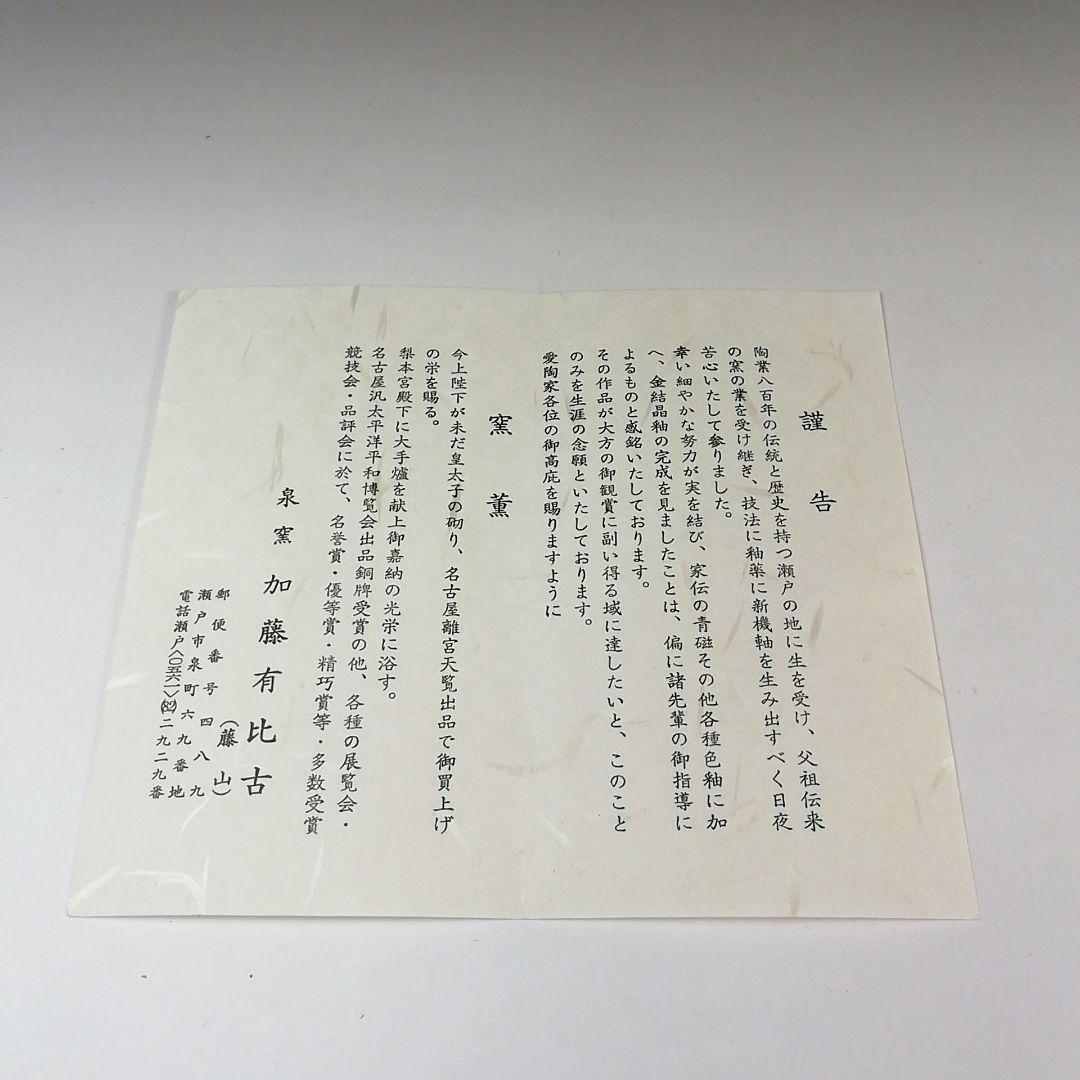 謹告
陶業八百年の伝統と歴史を持つ瀬戸の地に生を受け、父祖伝来
の窯の業を受け継ぎ、技法に釉薬に新機軸を生み出すべく日夜
苦心いたして参りました。
幸い細やかな努力が実を結び、家伝の青磁その他各種色釉に加
へ、金結晶釉の完成を見ましたことは、偏に諸先輩の御指導に
よるものと感銘いたしております。
その作品が大方の御観賞に副い得る域に達したいと、このこと
のみを生涯の念願といたしております。
愛陶家各位の御高庇を賜りますように
窯薫
今上陛下が未だ皇太子の砌り、名古屋離宮天覧出品で御買上げ
の栄を賜る。
梨本宮殿下に大手爐を献上御嘉納の光栄に浴す。
名古屋汎太平洋平和博覧会出品銅牌受賞の他、各種の展覧会・
競技会・品評会に於て、名誉賞・優等賞・精巧賞等・多数受賞
泉窯 加藤有比古
(藤山)
郵便番号四八九
瀬戸市泉町六九番地
電話瀬戸〈〇五六一〉(82)二九二九番